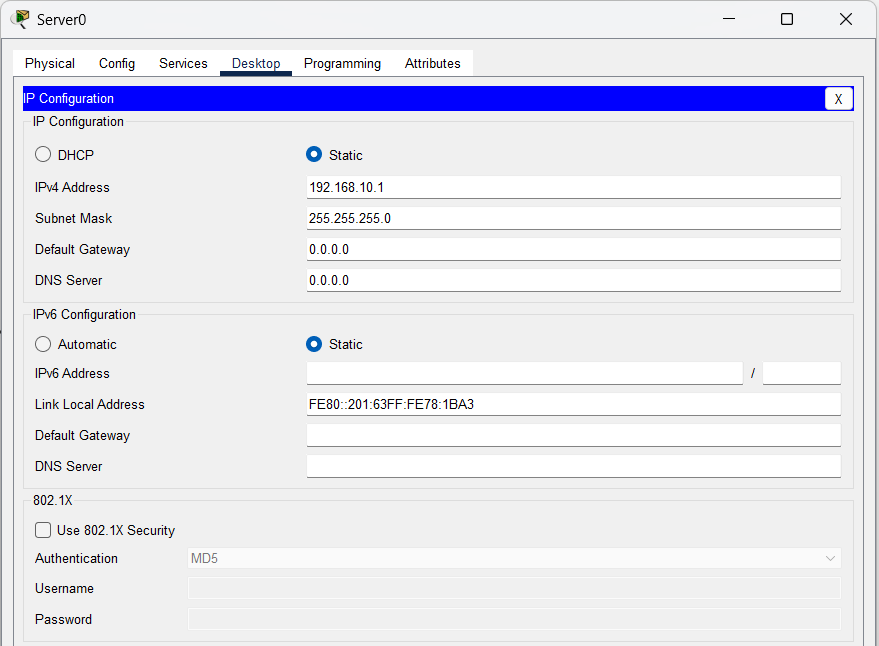 Server0
Physical Config Services Desktop Programming Attributes
IP Configuration X
IP Configuration
DHCP Static
IPv4 Address 192.168.10.1
Subnet Mask 255.255.255.0
Default Gateway 0.0.0.0
DNS Server 0.0.0.0
IPv6 Configuration
Automatic Static
IPv6 Address /
Link Local Address FE80::201:63FF:FE78:1BA3
Default Gateway
DNS Server
802.1X
Use 802.1X Security
Authentication MD5
Username
Password